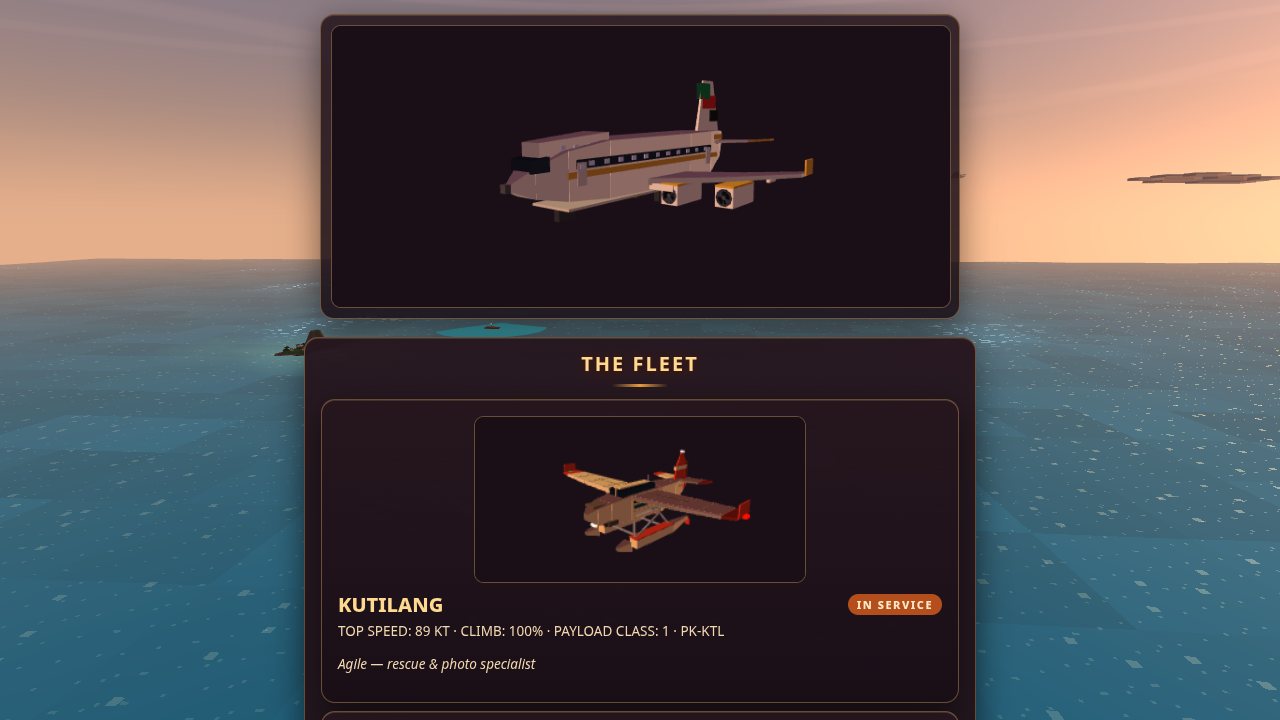 THE FLEET
KUTILANG
IN SERVICE
TOP SPEED: 89 KT · CLIMB: 100% · PAYLOAD CLASS: 1 · PK-KTL
Agile — rescue & photo specialist